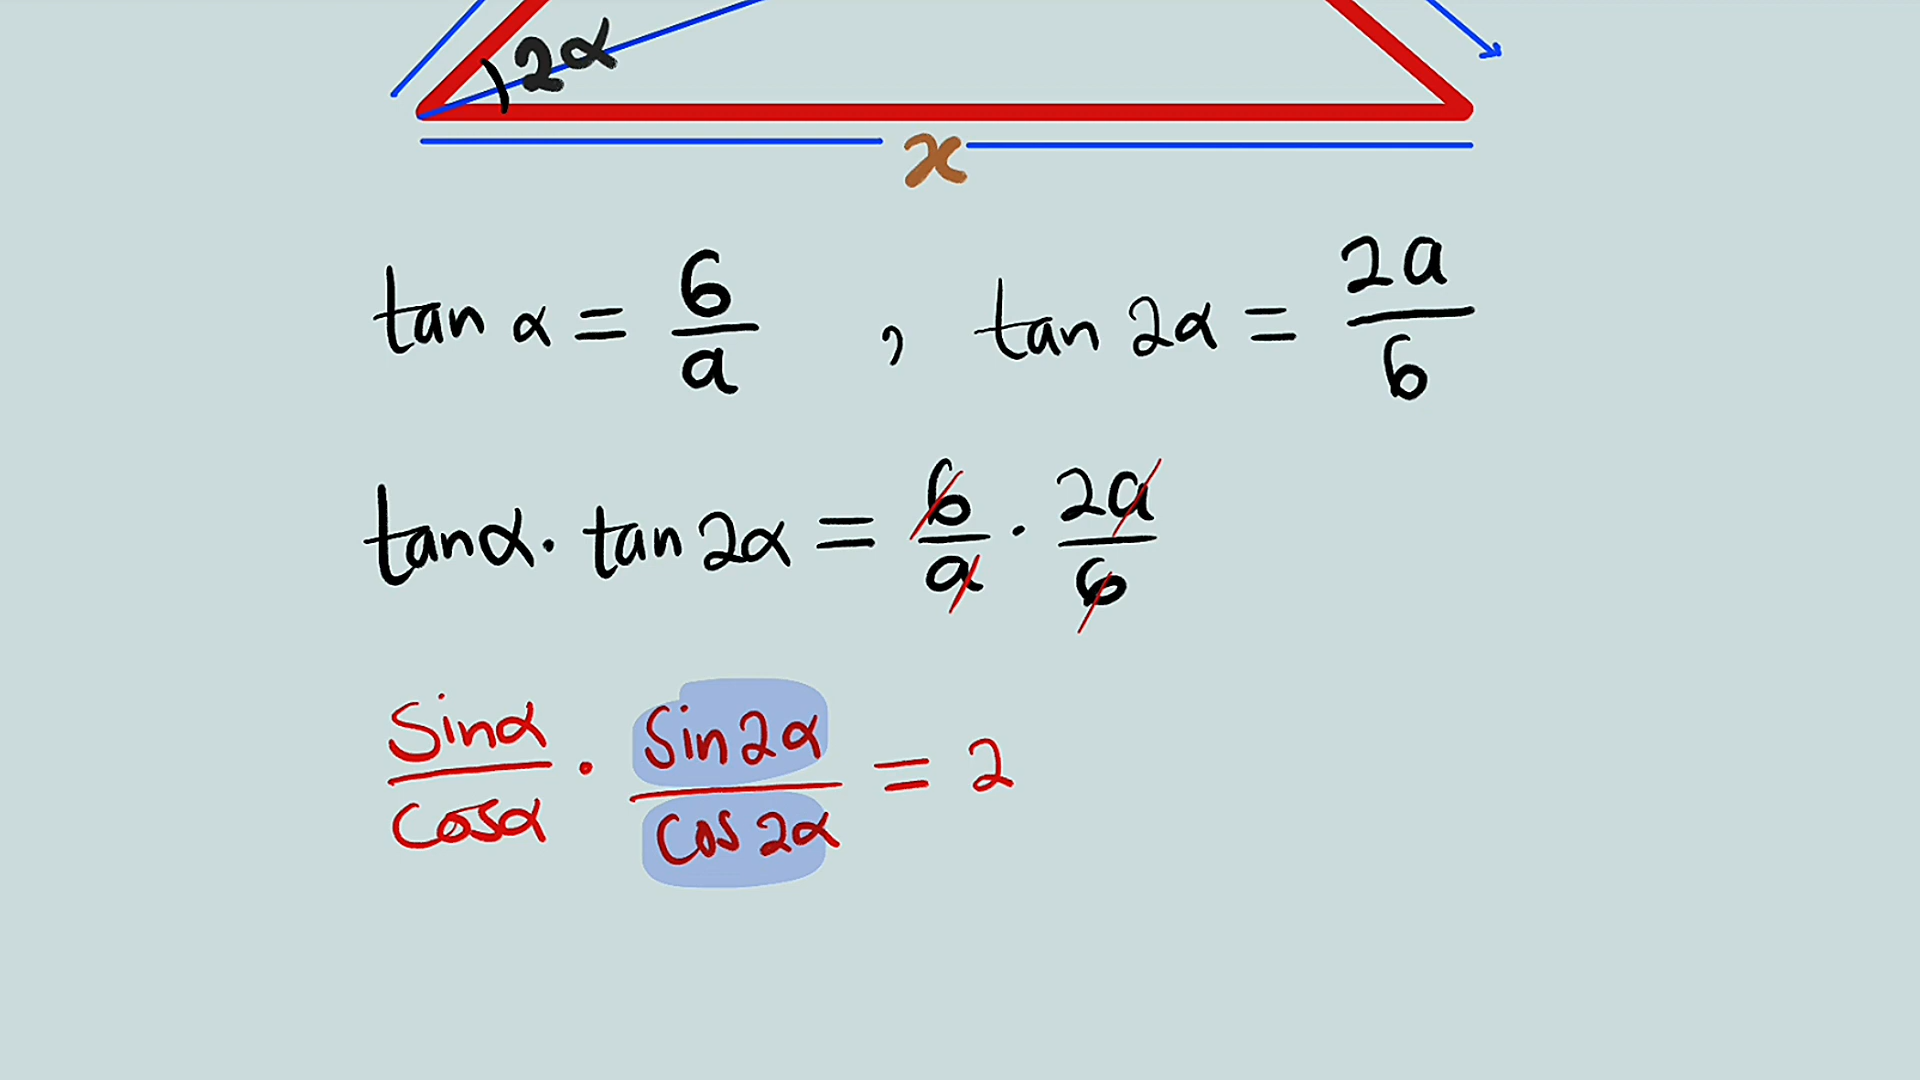 2α
x
tan α = 6/a , tan 2α = 2a/6
tanα · tan 2α = 6/a · 2a/6
Sinα/Cosα · Sin2α/Cos2α = 2